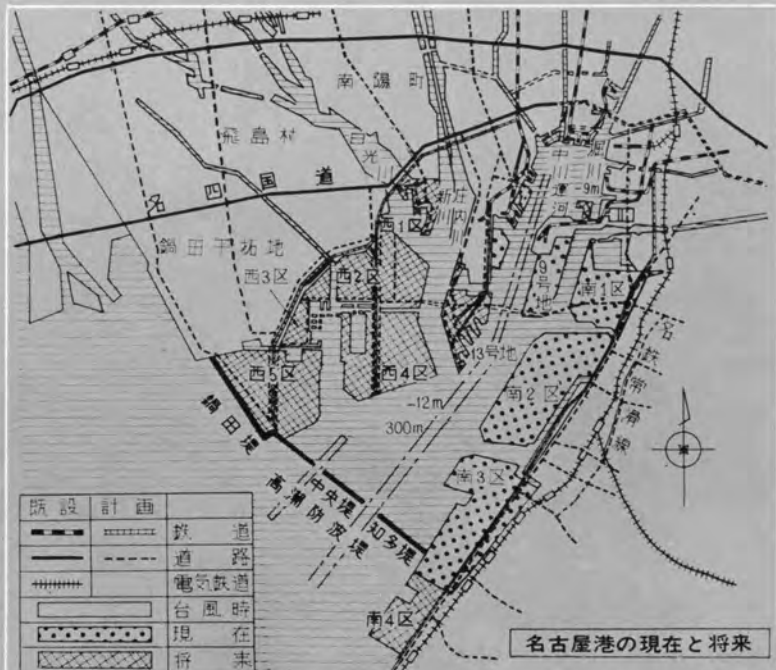 南陽町
飛島村
日光川
名四国道
鍋田干拓地
新川
庄内川
中川運河
堀川
-9m
西1区
西2区
西3区
西4区
西5区
9号地
13号地
南1区
南2区
南3区
南4区
名鉄常滑線
-12m
300m
鍋田堤
中央堤
知多堤
高潮防波堤
既設 計画
鉄道
道路
電気鉄道
台風時
現在
将来
名古屋港の現在と将来